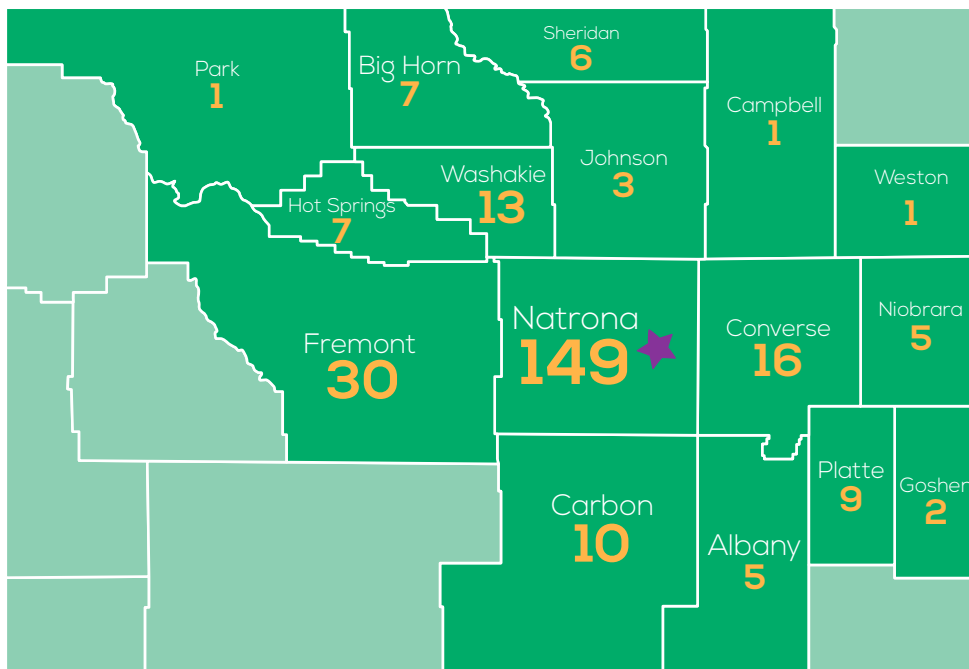 Sheridan
6
Park
1
Big Horn
7
Campbell
1
Johnson
3
Washakie
13
Weston
1
Hot Springs
7
Natrona
149
Fremont
30
Converse
16
Niobrara
5
Platte
9
Goshen
2
Carbon
10
Albany
5